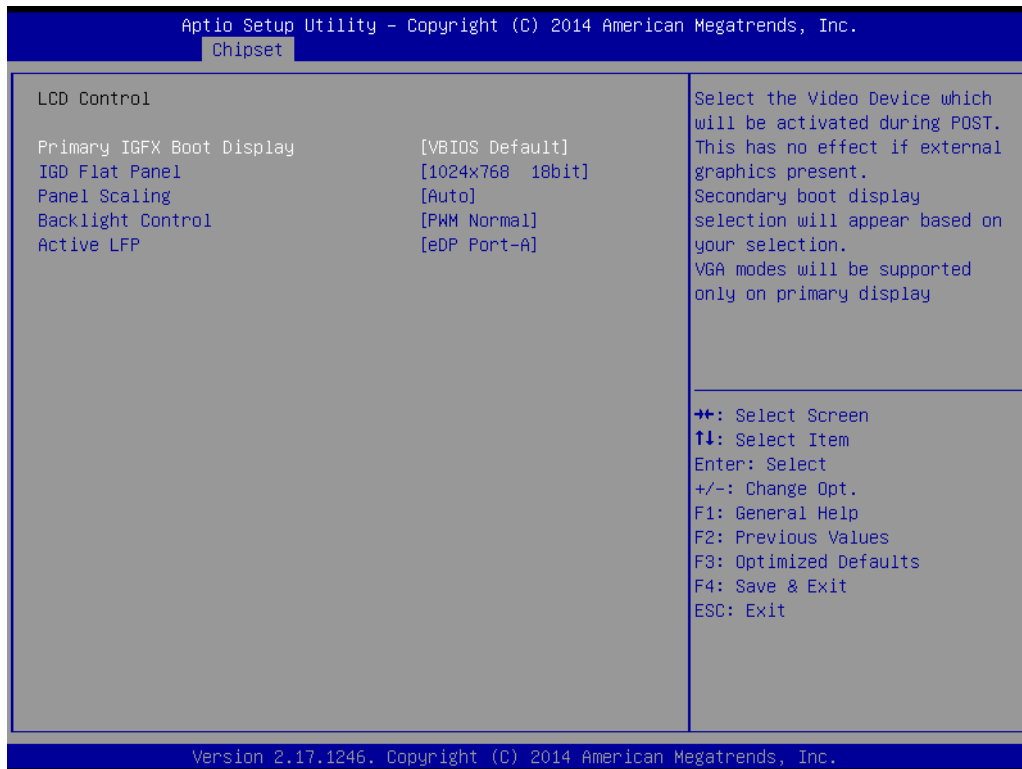 Aptio Setup Utility – Copyright (C) 2014 American Megatrends, Inc.
Chipset
LCD Control
Primary IGFX Boot Display [VBIOS Default]
IGD Flat Panel [1024x768 18bit]
Panel Scaling [Auto]
Backlight Control [PWM Normal]
Active LFP [eDP Port-A]
Select the Video Device which
will be activated during POST.
This has no effect if external
graphics present.
Secondary boot display
selection will appear based on
your selection.
VGA modes will be supported
only on primary display
→←: Select Screen
↑↓: Select Item
Enter: Select
+/-: Change Opt.
F1: General Help
F2: Previous Values
F3: Optimized Defaults
F4: Save & Exit
ESC: Exit
Version 2.17.1246. Copyright (C) 2014 American Megatrends, Inc.